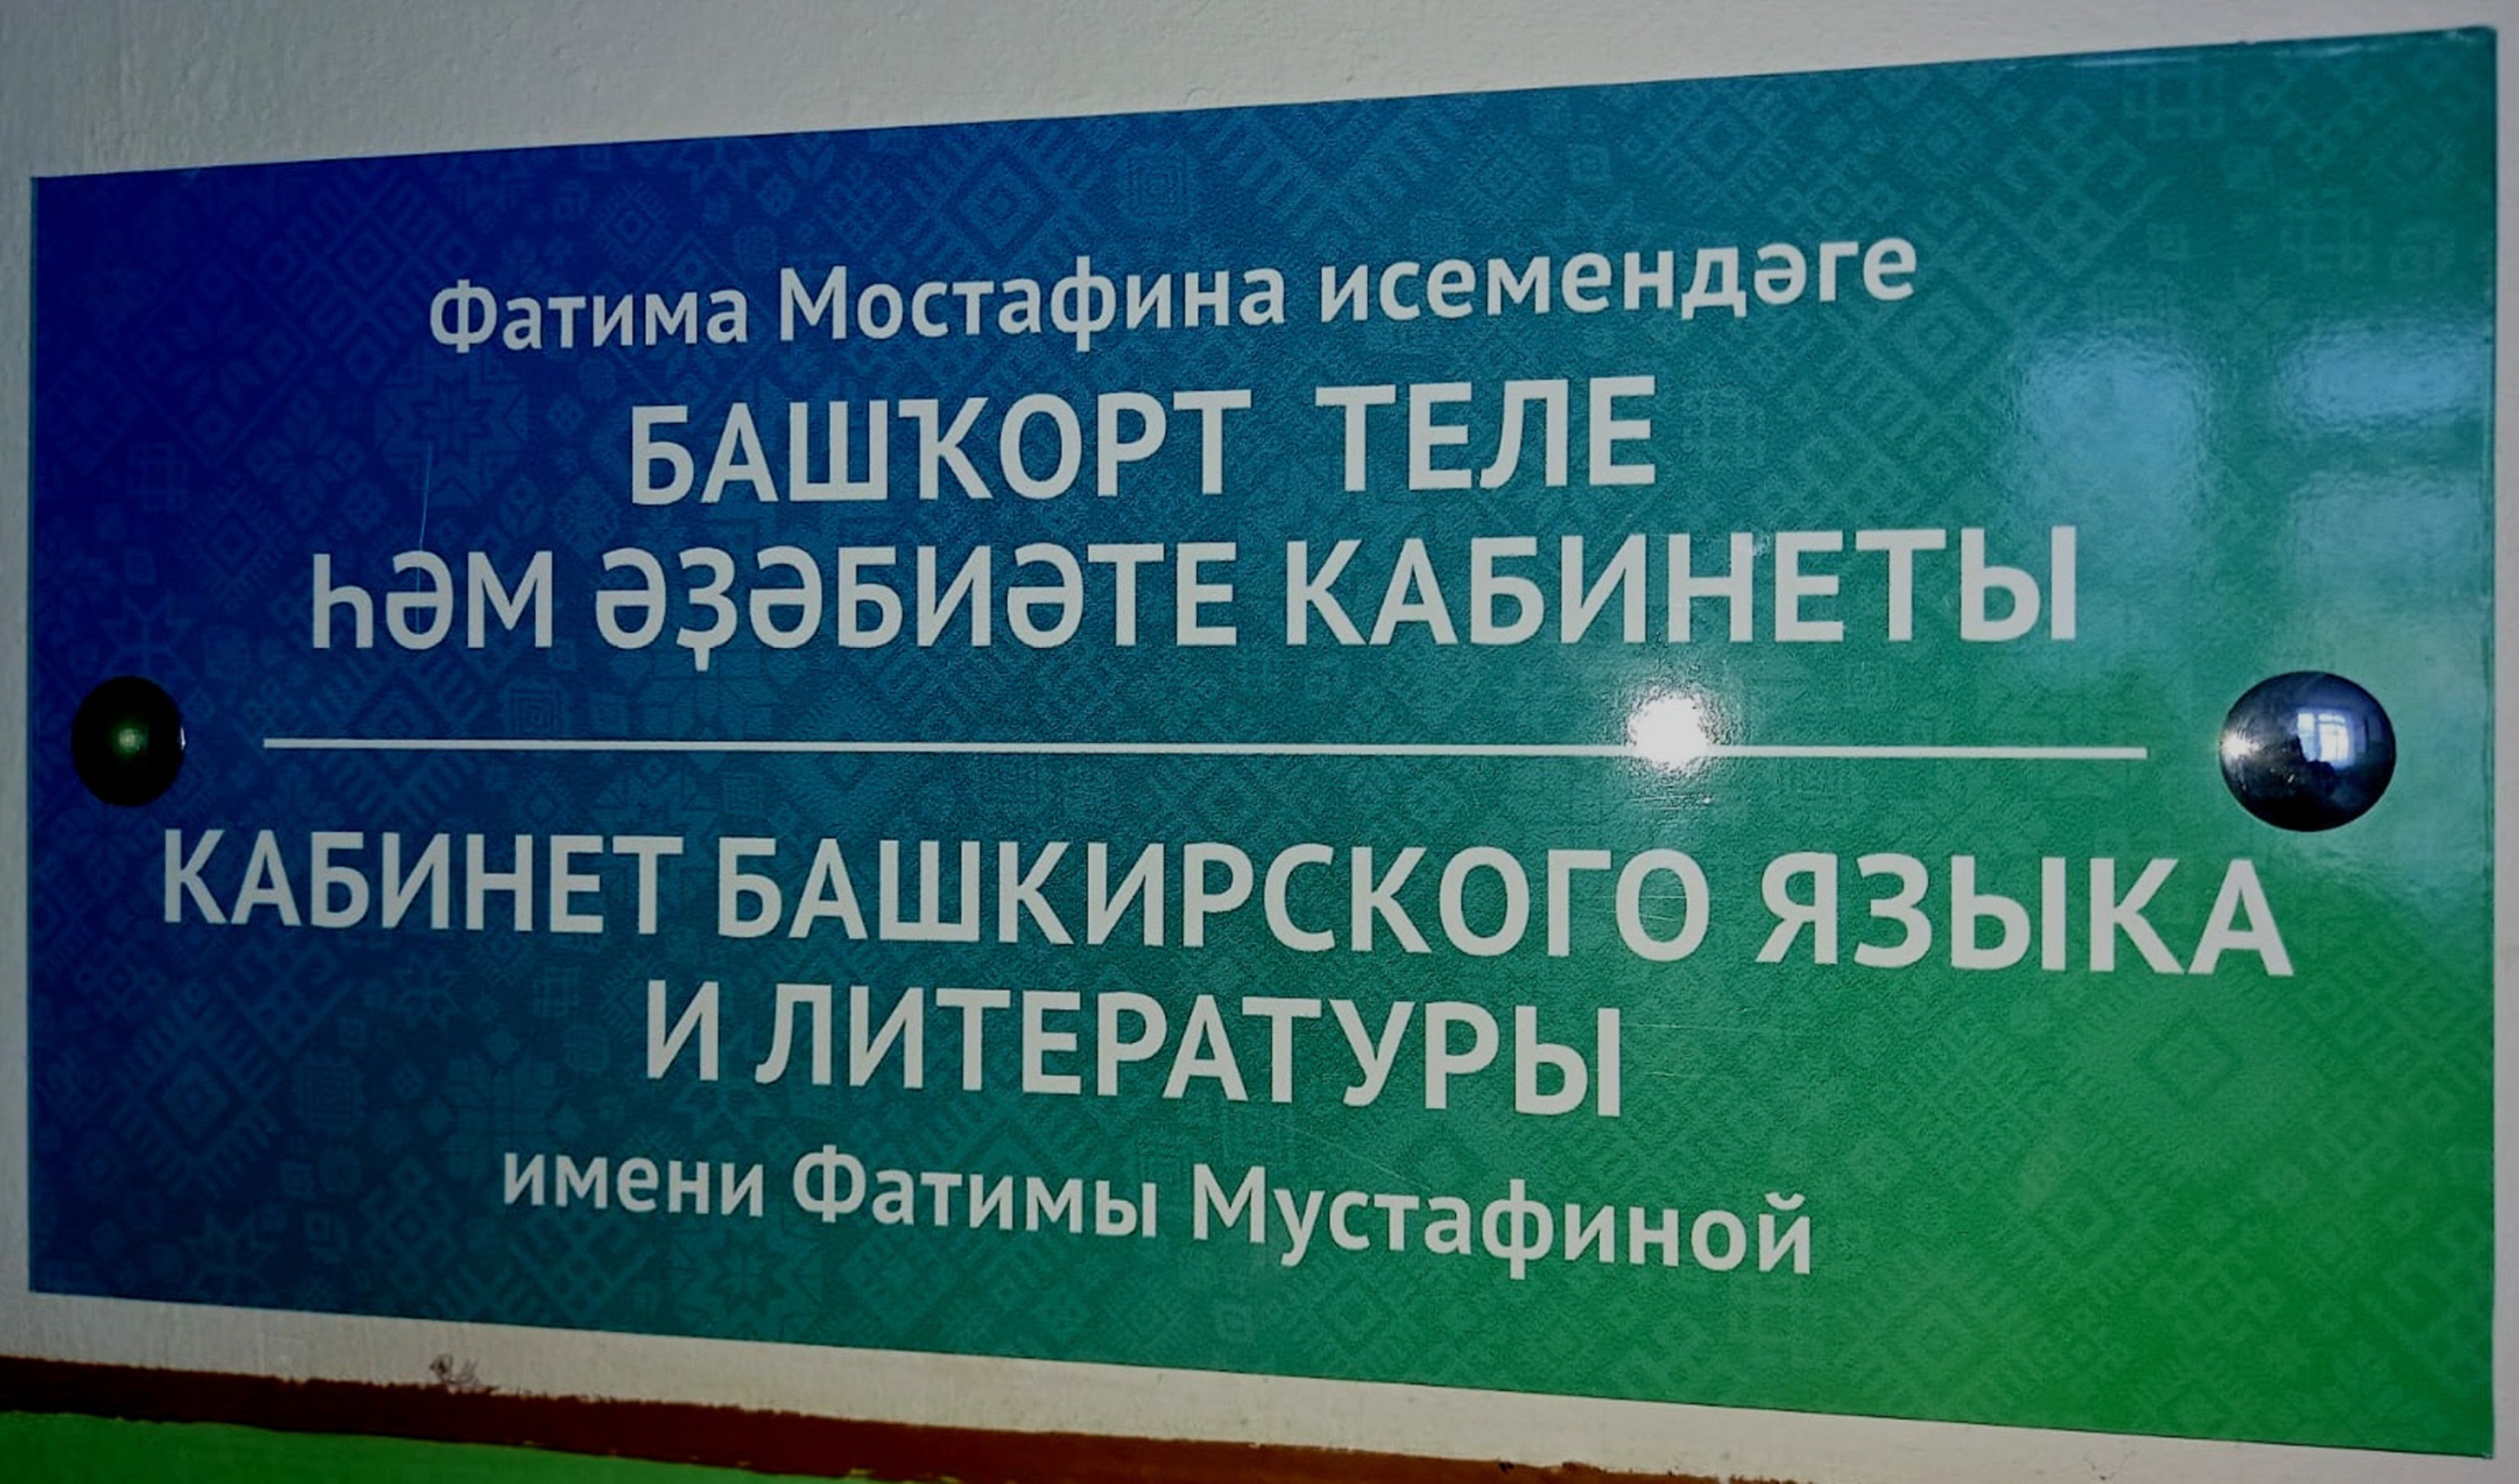 Фатима Мостафина исемендәге
БАШҠОРТ ТЕЛЕ
ҺӘМ ӘҘӘБИӘТЕ КАБИНЕТЫ
КАБИНЕТ БАШКИРСКОГО ЯЗЫКА
И ЛИТЕРАТУРЫ
имени Фатимы Мустафиной